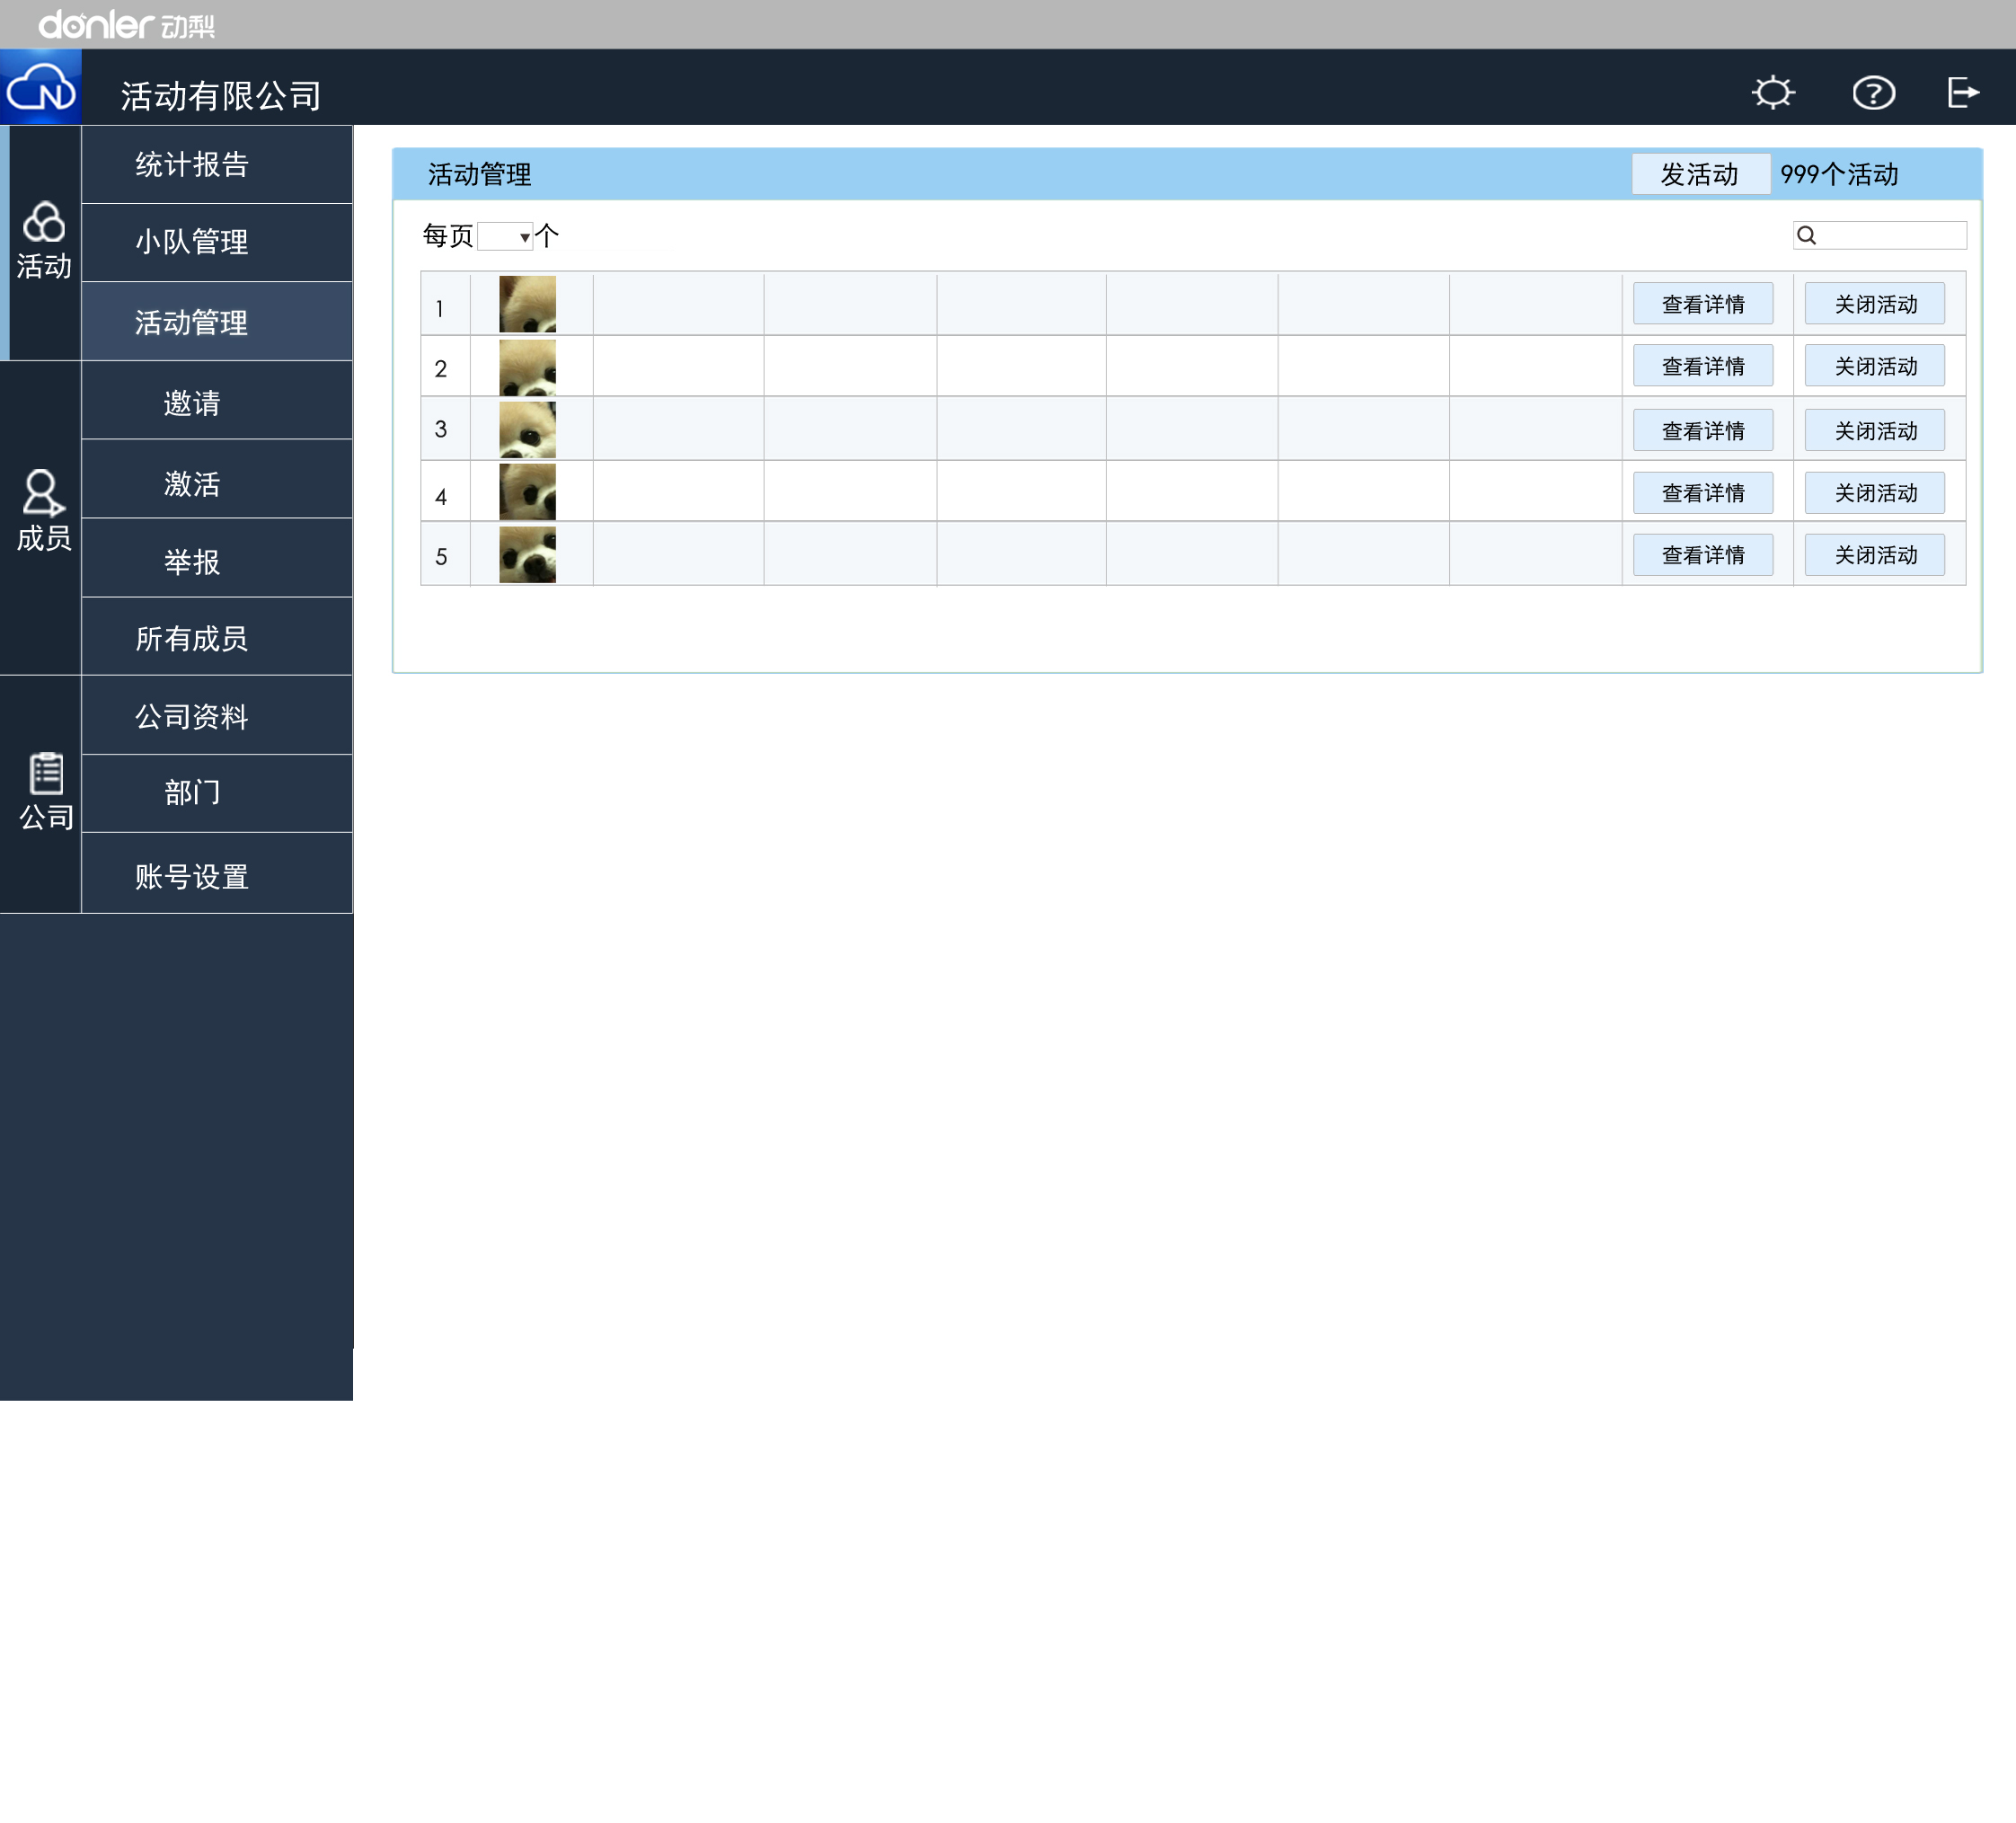 donler 动梨
活动有限公司
活动
统计报告
小队管理
活动管理
成员
邀请
激活
举报
所有成员
公司
公司资料
部门
账号设置
活动管理
发活动 999个活动
每页 个
1 查看详情 关闭活动
2 查看详情 关闭活动
3 查看详情 关闭活动
4 查看详情 关闭活动
5 查看详情 关闭活动